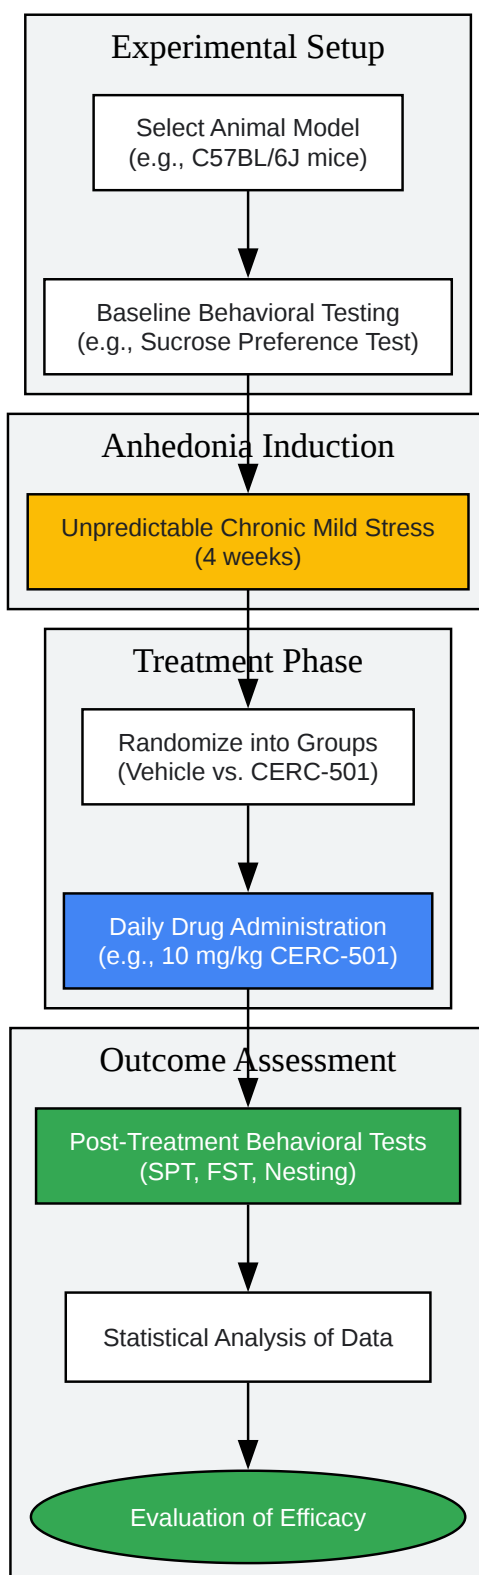 Experimental Setup
Select Animal Model
(e.g., C57BL/6J mice)
Baseline Behavioral Testing
(e.g., Sucrose Preference Test)
Anhedonia Induction
Unpredictable Chronic Mild Stress
(4 weeks)
Treatment Phase
Randomize into Groups
(Vehicle vs. CERC-501)
Daily Drug Administration
(e.g., 10 mg/kg CERC-501)
Outcome Assessment
Post-Treatment Behavioral Tests
(SPT, FST, Nesting)
Statistical Analysis of Data
Evaluation of Efficacy